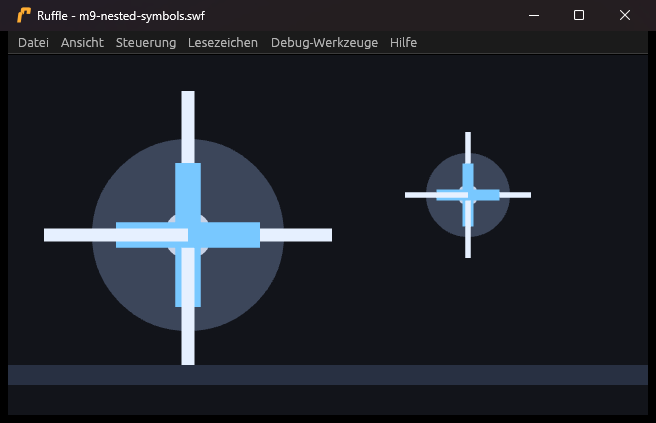 Ruffle - m9-nested-symbols.swf
Datei Ansicht Steuerung Lesezeichen Debug-Werkzeuge Hilfe